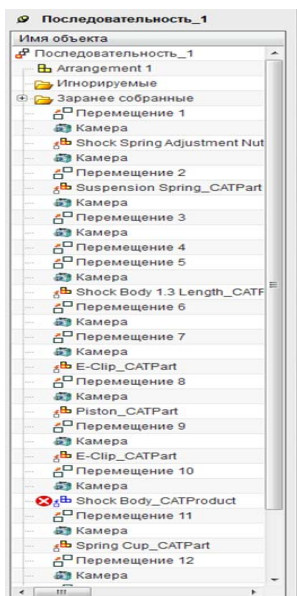 Последовательность_1
Имя объекта
Последовательность_1
Arrangement 1
Игнорируемые
Заранее собранные
Перемещение 1
Камера
Shock Spring Adjustment Nut
Камера
Перемещение 2
Suspension Spring_CATPart
Камера
Перемещение 3
Камера
Перемещение 4
Перемещение 5
Камера
Shock Body 1.3 Length_CATF
Перемещение 6
Камера
Перемещение 7
Камера
E-Clip_CATPart
Перемещение 8
Камера
Piston_CATPart
Перемещение 9
Камера
E-Clip_CATPart
Перемещение 10
Камера
Shock Body_CATProduct
Перемещение 11
Камера
Spring Cup_CATPart
Перемещение 12
Камера